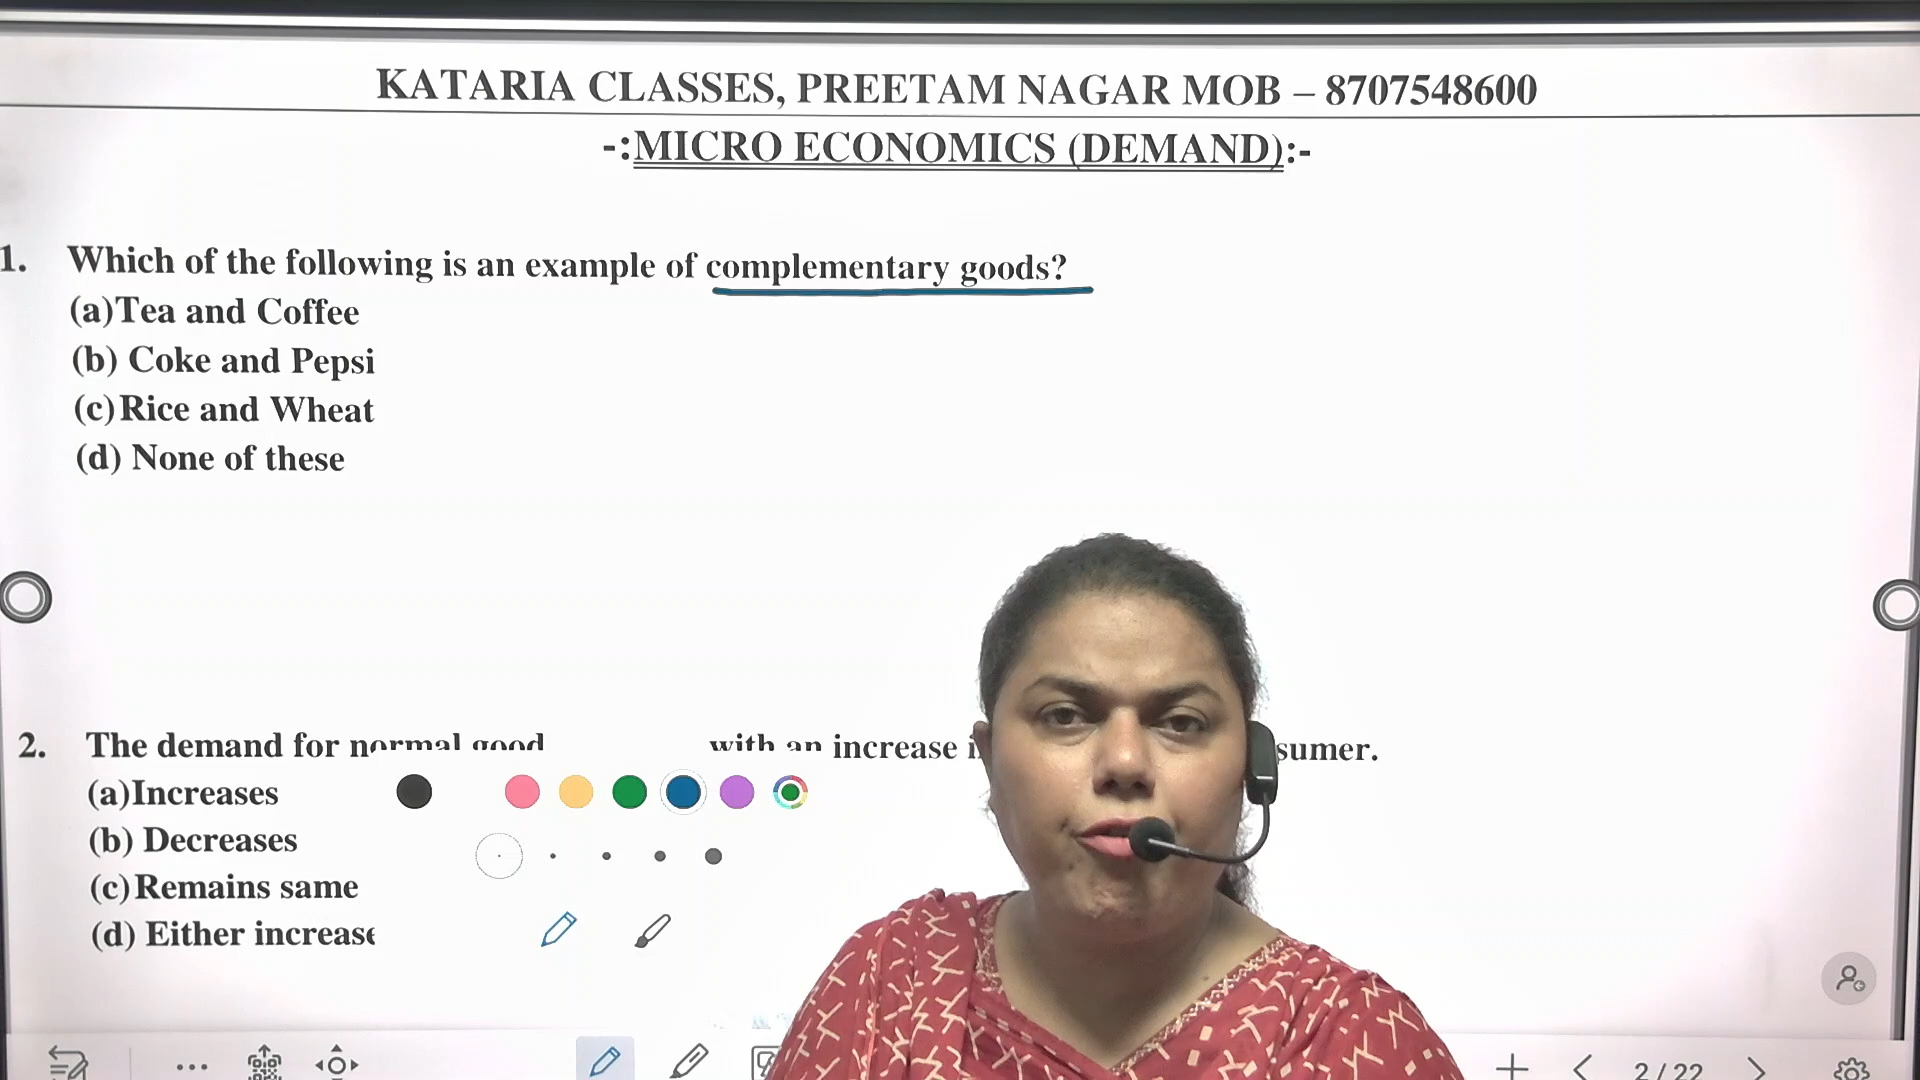 KATARIA CLASSES, PREETAM NAGAR MOB – 8707548600
-:MICRO ECONOMICS (DEMAND):-
1. Which of the following is an example of complementary goods?
(a)Tea and Coffee
(b) Coke and Pepsi
(c)Rice and Wheat
(d) None of these
2. The demand for normal good with an increase sumer.
(a)Increases
(b) Decreases
(c)Remains same
(d) Either increase
2 / 22